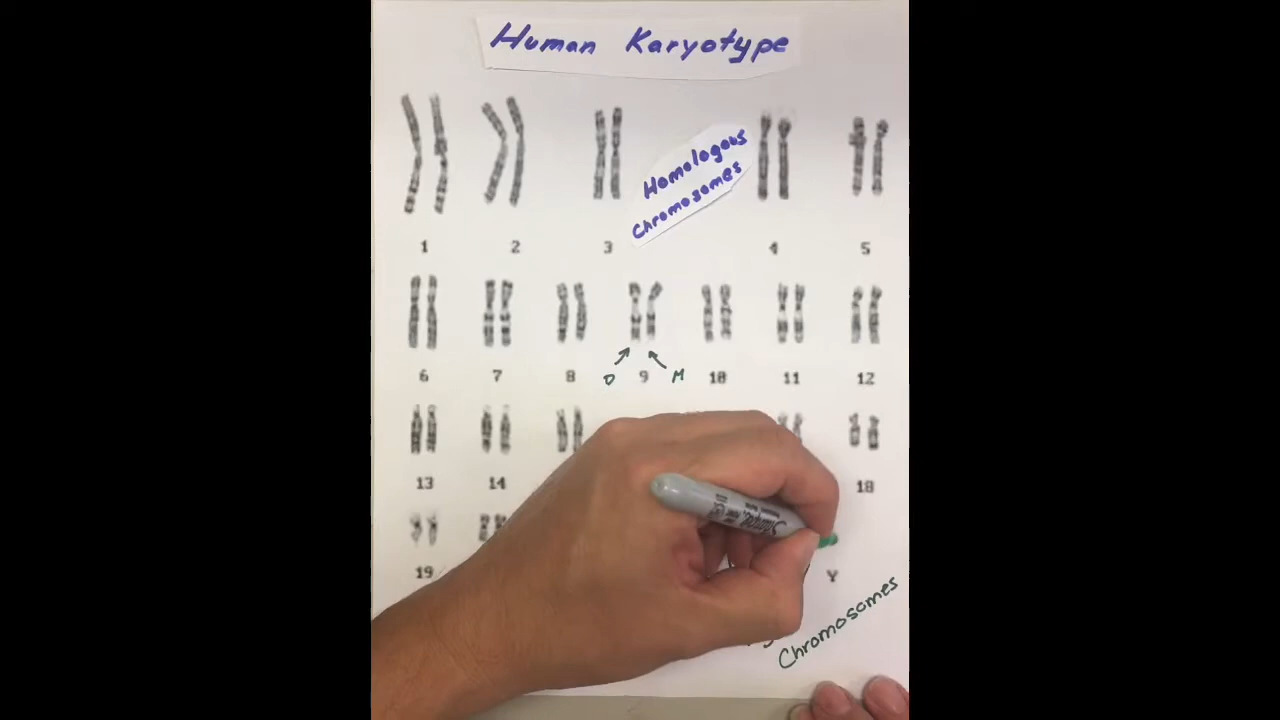 Human Karyotype
Homologous
Chromosomes
1 2 3 4 5
6 7 8 9 10 11 12
D M
13 14 18
19 Y
Chromosomes